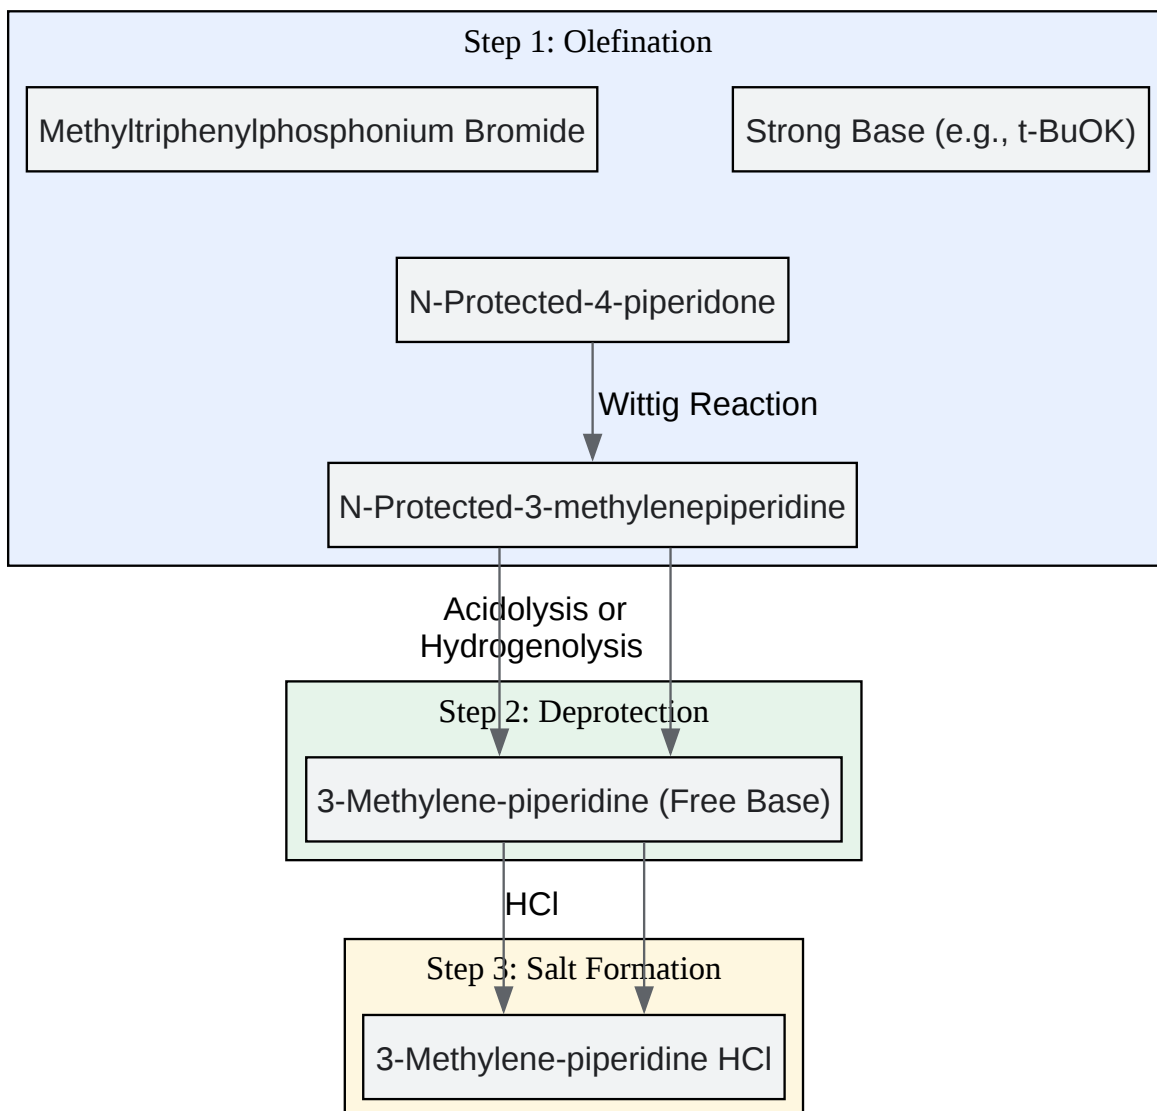 Step 1: Olefination
Methyltriphenylphosphonium Bromide
Strong Base (e.g., t-BuOK)
N-Protected-4-piperidone
Wittig Reaction
N-Protected-3-methylenepiperidine
Acidolysis or
Hydrogenolysis
Step 2: Deprotection
3-Methylene-piperidine (Free Base)
HCl
Step 3: Salt Formation
3-Methylene-piperidine HCl